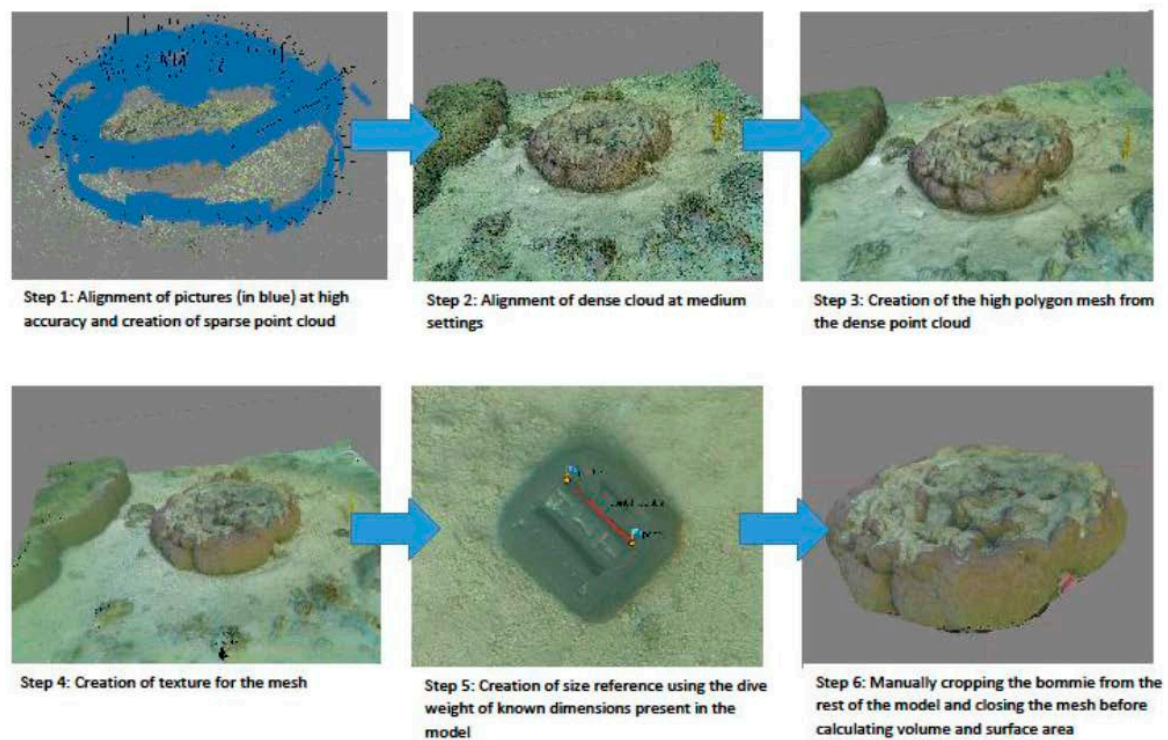 Step 1: Alignment of pictures (in blue) at high
accuracy and creation of sparse point cloud
Step 2: Alignment of dense cloud at medium
settings
Step 3: Creation of the high polygon mesh from
the dense point cloud
Step 4: Creation of texture for the mesh
Step 5: Creation of size reference using the dive
weight of known dimensions present in the
model
Step 6: Manually cropping the bommie from the
rest of the model and closing the mesh before
calculating volume and surface area